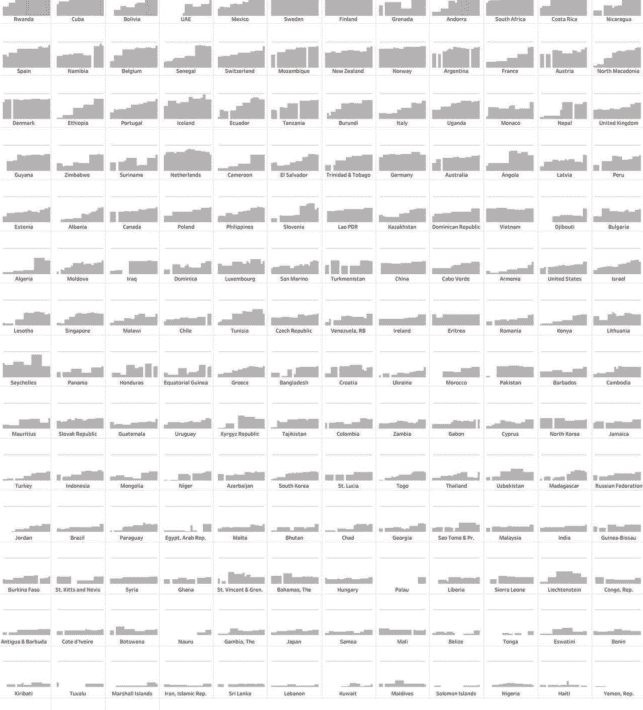 Rwanda Cuba Bolivia UAE Mexico Sweden Finland Grenada Andorra South Africa Costa Rica Nicaragua
Spain Namibia Belgium Senegal Switzerland Mozambique New Zealand Norway Argentina France Austria North Macedonia
Denmark Ethiopia Portugal Iceland Ecuador Tanzania Burundi Italy Uganda Monaco Nepal United Kingdom
Guyana Zimbabwe Suriname Netherlands Cameroon El Salvador Trinidad & Tobago Germany Australia Angola Latvia Peru
Estonia Albania Canada Poland Philippines Slovenia Lao PDR Kazakhstan Dominican Republic Vietnam Djibouti Bulgaria
Algeria Moldova Iraq Dominica Luxembourg San Marino Turkmenistan China Cabo Verde Armenia United States Israel
Lesotho Singapore Malawi Chile Tunisia Czech Republic Venezuela, RB Ireland Eritrea Romania Kenya Lithuania
Seychelles Panama Honduras Equatorial Guinea Greece Bangladesh Croatia Ukraine Morocco Pakistan Barbados Cambodia
Mauritius Slovak Republic Guatemala Uruguay Kyrgyz Republic Tajikistan Colombia Zambia Gabon Cyprus North Korea Jamaica
Turkey Indonesia Mongolia Niger Azerbaijan South Korea St. Lucia Togo Thailand Uzbekistan Madagascar Russian Federation
Jordan Brazil Paraguay Egypt, Arab Rep. Malta Bhutan Chad Georgia Sao Tome & Pr. Malaysia India Guinea-Bissau
Burkina Faso St. Kitts and Nevis Syria Ghana St. Vincent & Gren. Bahamas, The Hungary Palau Liberia Sierra Leone Liechtenstein Congo, Rep.
Antigua & Barbuda Cote d'Ivoire Botswana Nauru Gambia, The Japan Samoa Mali Belize Tonga Eswatini Benin
Kiribati Tuvalu Marshall Islands Iran, Islamic Rep. Sri Lanka Lebanon Kuwait Maldives Solomon Islands Nigeria Haiti Yemen, Rep.